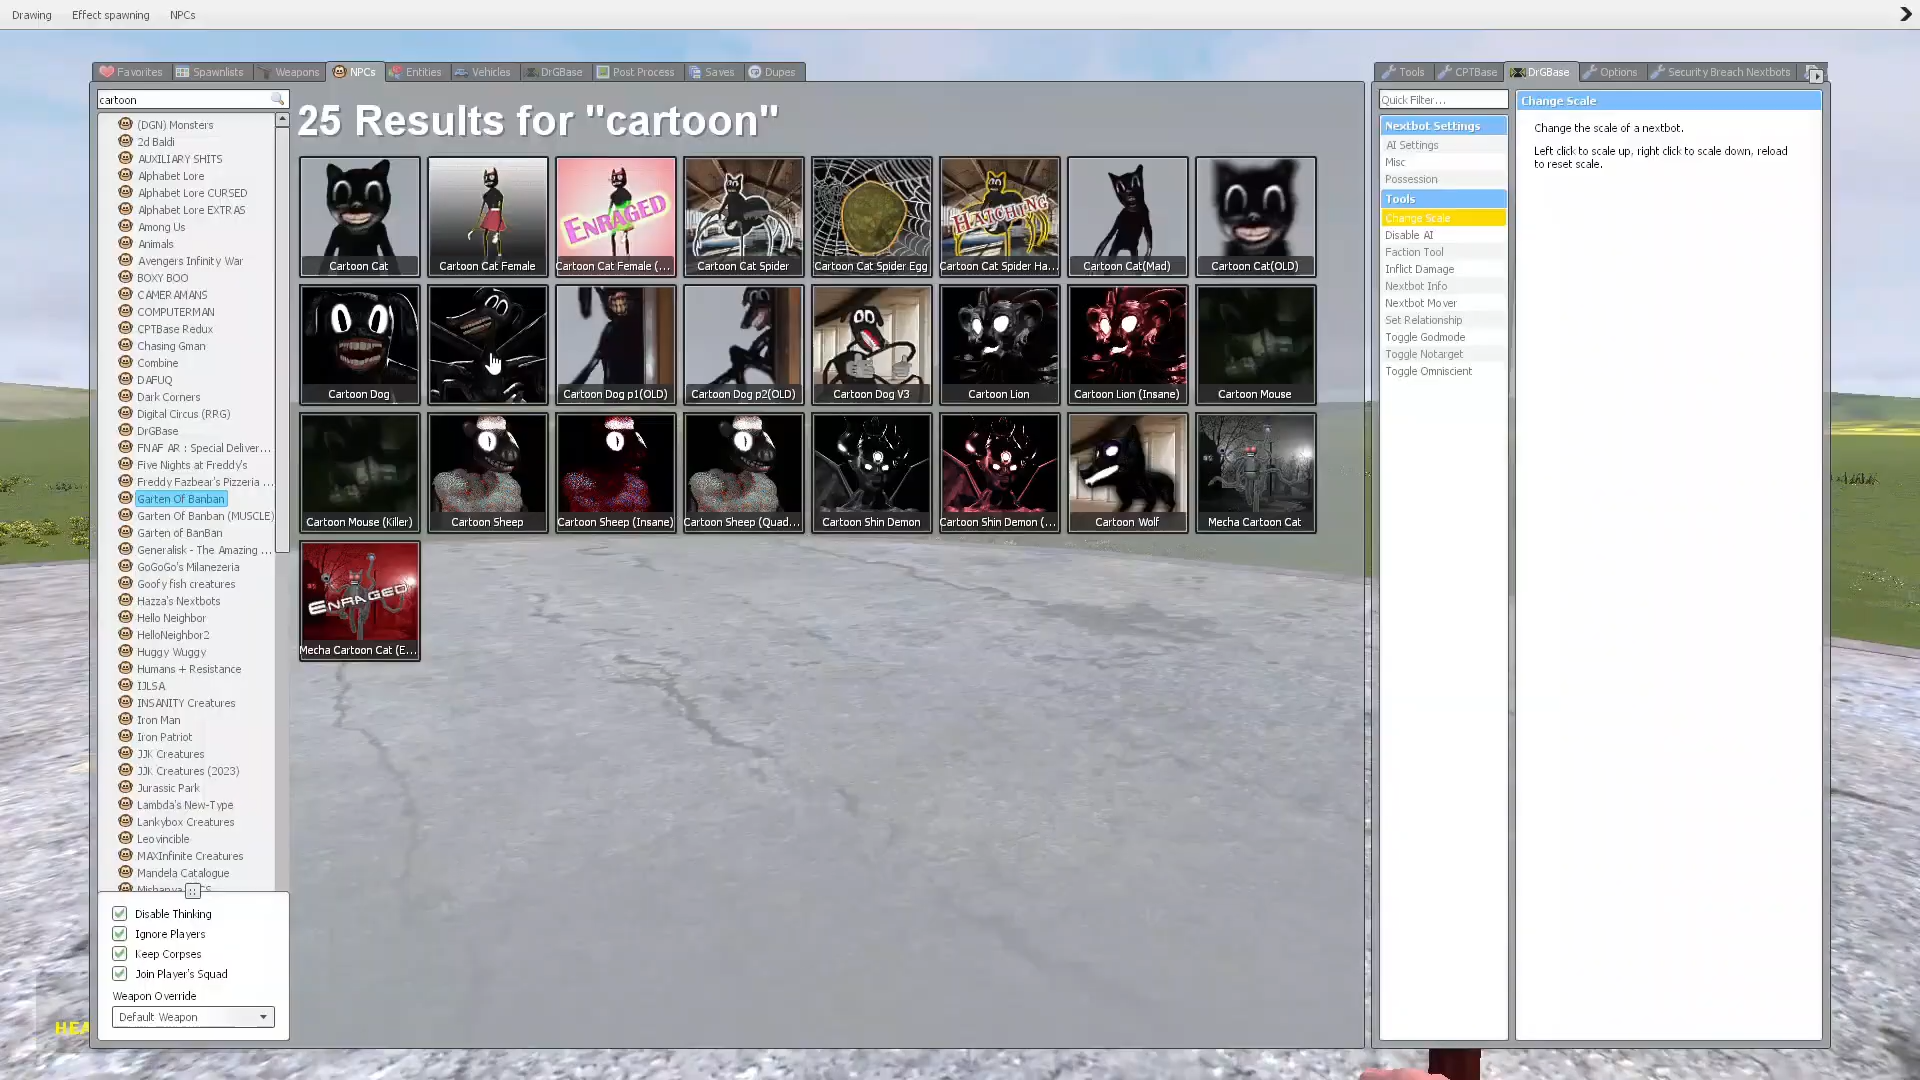 Drawing Effect spawning NPCs
Favorites Spawnlists Weapons NPCs Entities Vehicles DrGBase Post Process Saves Dupes
cartoon
(DGN) Monsters
2d Baldi
AUXILIARY SHITS
Alphabet Lore
Alphabet Lore CURSED
Alphabet Lore EXTRAS
Among Us
Animals
Avengers Infinity War
BOXY BOO
CAMERAMANS
COMPUTERMAN
CPTBase Redux
Chasing Gman
Combine
DAFUQ
Dark Corners
Digital Circus (RRG)
DrGBase
FNAF AR : Special Deliver...
Five Nights at Freddy's
Freddy Fazbear's Pizzeria ...
Garten Of Banban
Garten Of Banban (MUSCLE)
Garten of BanBan
Generalisk - The Amazing ...
GoGoGo's Milanezeria
Goofy fish creatures
Hazza's Nextbots
Hello Neighbor
HelloNeighbor2
Huggy Wuggy
Humans + Resistance
IJLSA
INSANITY Creatures
Iron Man
Iron Patriot
JJK Creatures
JJK Creatures (2023)
Jurassic Park
Lambda's New-Type
Lankybox Creatures
Leovincible
MAXInfinite Creatures
Mandela Catalogue
Disable Thinking
Ignore Players
Keep Corpses
Join Player's Squad
Weapon Override
Default Weapon
25 Results for "cartoon"
ENRAGED
HATCHING
Cartoon Cat Cartoon Cat Female Cartoon Cat Female (... Cartoon Cat Spider Cartoon Cat Spider Egg Cartoon Cat Spider Ha... Cartoon Cat(Mad) Cartoon Cat(OLD)
Cartoon Dog Cartoon Dog p1(OLD) Cartoon Dog p2(OLD) Cartoon Dog V3 Cartoon Lion Cartoon Lion (Insane) Cartoon Mouse
Cartoon Mouse (Killer) Cartoon Sheep Cartoon Sheep (Insane) Cartoon Sheep (Quad... Cartoon Shin Demon Cartoon Shin Demon (... Cartoon Wolf Mecha Cartoon Cat
ENRAGED
Mecha Cartoon Cat (E...
Tools CPTBase DrGBase Options Security Breach Nextbots
Quick Filter...
Nextbot Settings
AI Settings
Misc
Possession
Tools
Change Scale
Disable AI
Faction Tool
Inflict Damage
Nextbot Info
Nextbot Mover
Set Relationship
Toggle Godmode
Toggle Notarget
Toggle Omniscient
Change Scale
Change the scale of a nextbot.
Left click to scale up, right click to scale down, reload
to reset scale.
HEA